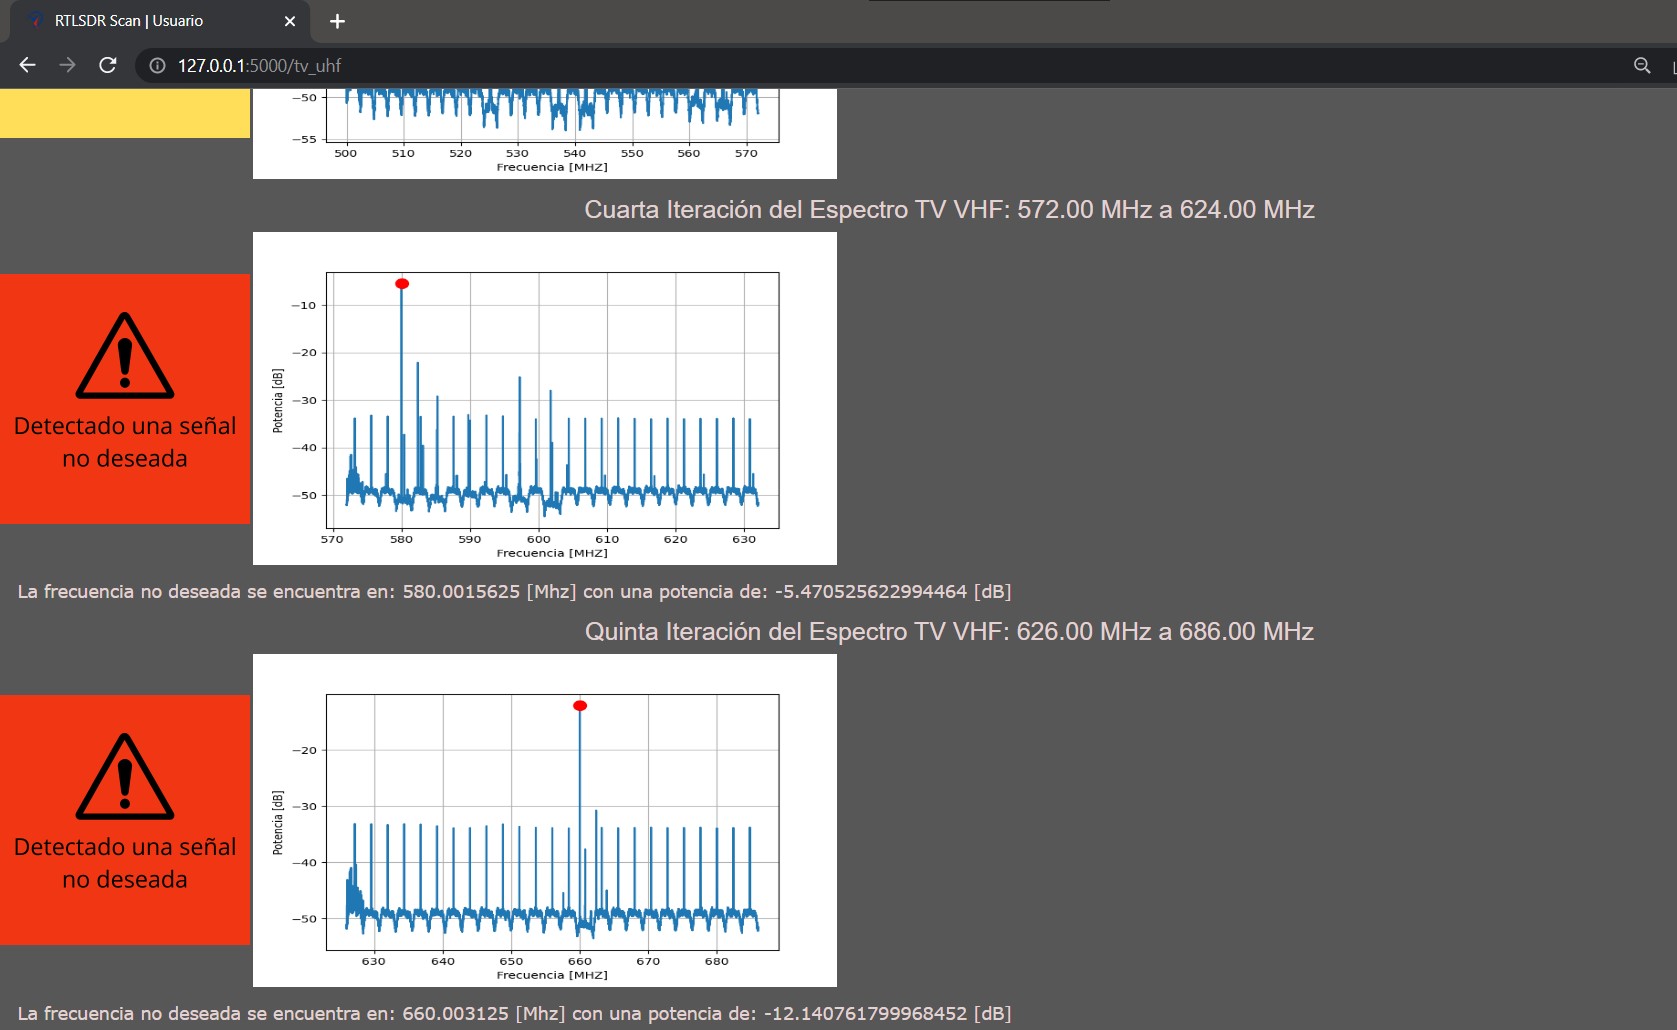 RTLSDR Scan | Usuario
127.0.0.1:5000/tv_uhf
−50
−55
500 510 520 530 540 550 560 570
Frecuencia [MHZ]
Cuarta Iteración del Espectro TV VHF: 572.00 MHz a 624.00 MHz
Detectado una señal
no deseada
Potencia [dB]
−10
−20
−30
−40
−50
570 580 590 600 610 620 630
Frecuencia [MHZ]
La frecuencia no deseada se encuentra en: 580.0015625 [Mhz] con una potencia de: -5.470525622994464 [dB]
Quinta Iteración del Espectro TV VHF: 626.00 MHz a 686.00 MHz
Detectado una señal
no deseada
Potencia [dB]
−20
−30
−40
−50
630 640 650 660 670 680
Frecuencia [MHZ]
La frecuencia no deseada se encuentra en: 660.003125 [Mhz] con una potencia de: -12.140761799968452 [dB]